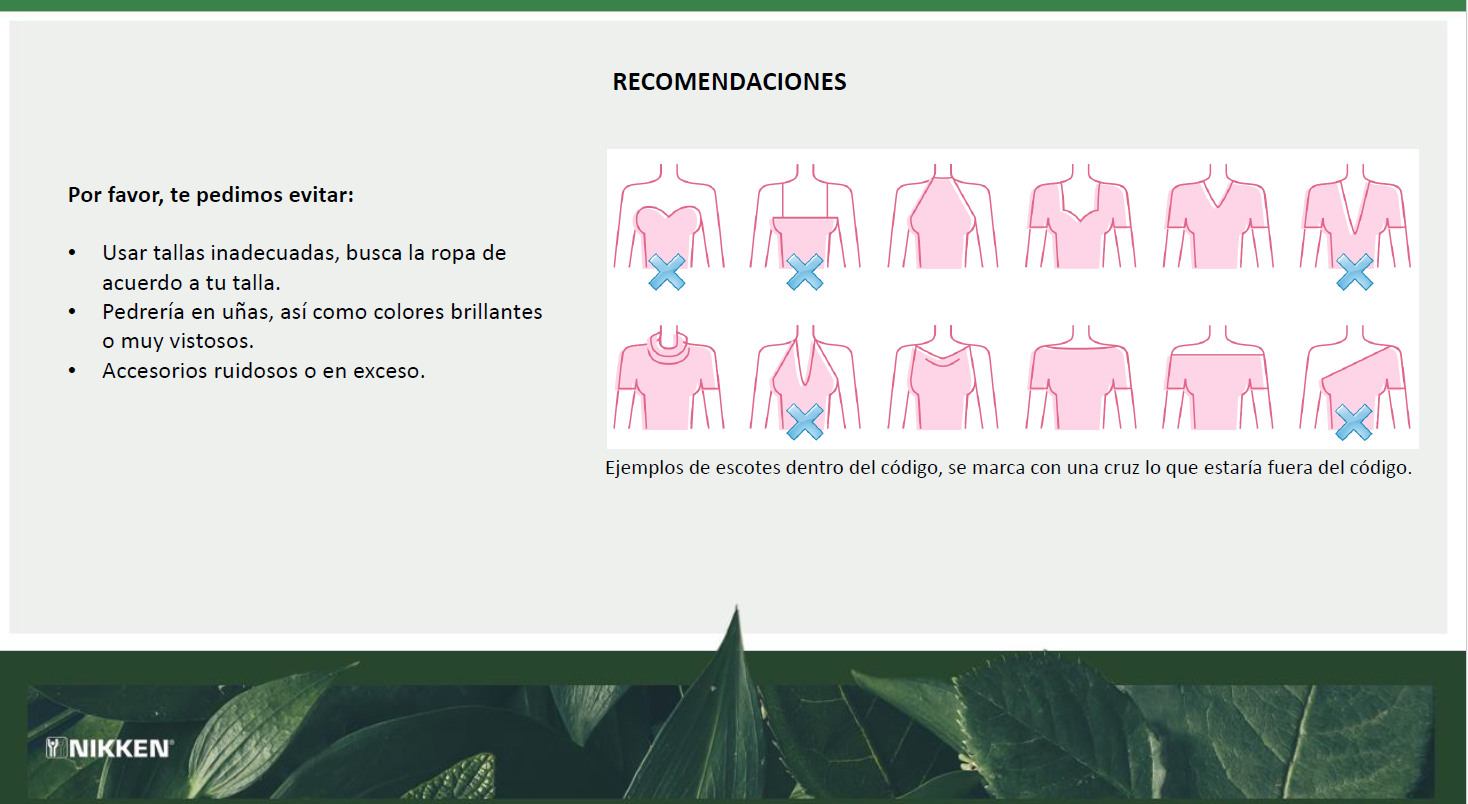 RECOMENDACIONES
Por favor, te pedimos evitar:
• Usar tallas inadecuadas, busca la ropa de
acuerdo a tu talla.
• Pedrería en uñas, así como colores brillantes
o muy vistosos.
• Accesorios ruidosos o en exceso.
Ejemplos de escotes dentro del código, se marca con una cruz lo que estaría fuera del código.
NIKKEN®